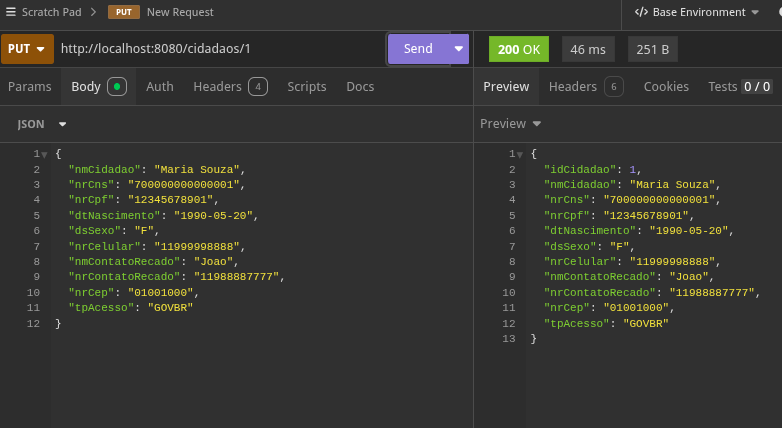 Scratch Pad > PUT New Request
Base Environment
PUT http://localhost:8080/cidadaos/1
Send
200 OK 46 ms 251 B
Params Body Auth Headers 4 Scripts Docs
Preview Headers 6 Cookies Tests 0 / 0
JSON
Preview
1 {
2 "nmCidadao": "Maria Souza",
3 "nrCns": "700000000000001",
4 "nrCpf": "12345678901",
5 "dtNascimento": "1990-05-20",
6 "dsSexo": "F",
7 "nrCelular": "11999998888",
8 "nmContatoRecado": "Joao",
9 "nrContatoRecado": "11988887777",
10 "nrCep": "01001000",
11 "tpAcesso": "GOVBR"
12 }
1 {
2 "idCidadao": 1,
3 "nmCidadao": "Maria Souza",
4 "nrCns": "700000000000001",
5 "nrCpf": "12345678901",
6 "dtNascimento": "1990-05-20",
7 "dsSexo": "F",
8 "nrCelular": "11999998888",
9 "nmContatoRecado": "Joao",
10 "nrContatoRecado": "11988887777",
11 "nrCep": "01001000",
12 "tpAcesso": "GOVBR"
13 }